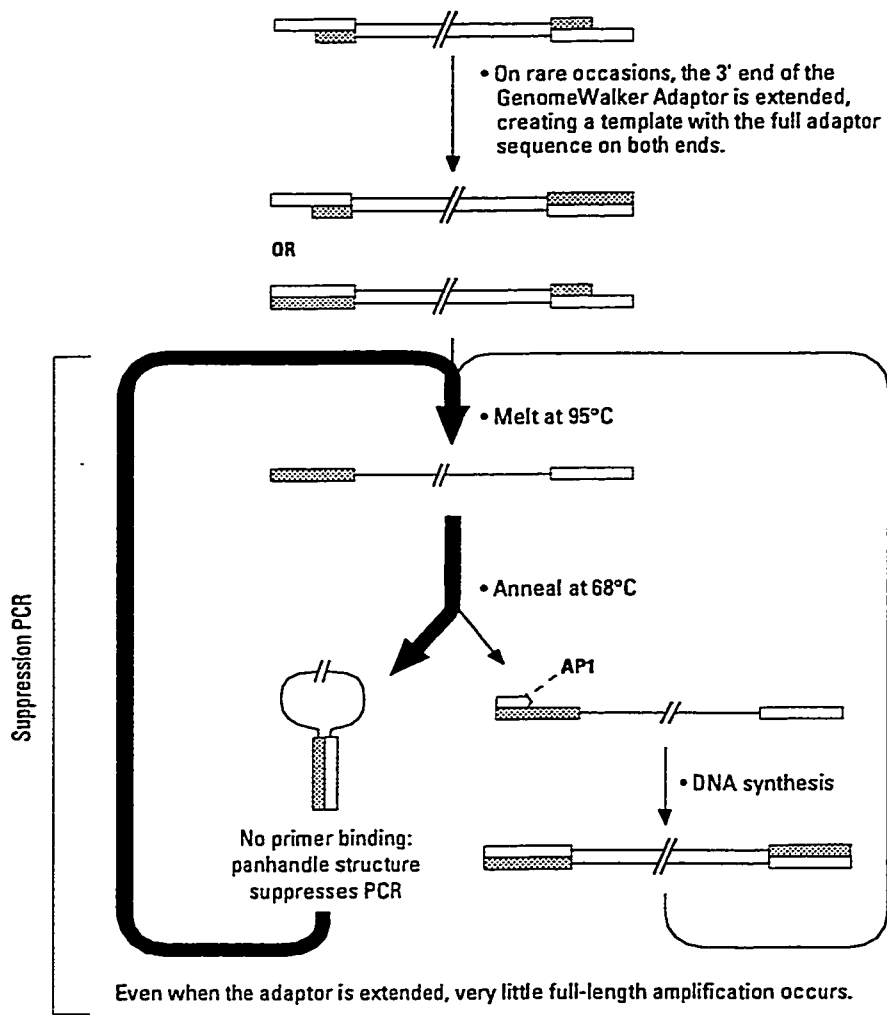 • On rare occasions, the 3' end of the
GenomeWalker Adaptor is extended,
creating a template with the full adaptor
sequence on both ends.
OR
• Melt at 95°C
• Anneal at 68°C
AP1
Suppression PCR
• DNA synthesis
No primer binding:
panhandle structure
suppresses PCR
Even when the adaptor is extended, very little full-length amplification occurs.